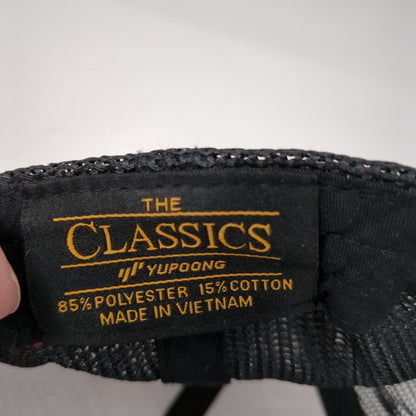 THE
CLASSICS
YUPOONG
85% POLYESTER 15% COTTON
MADE IN VIETNAM